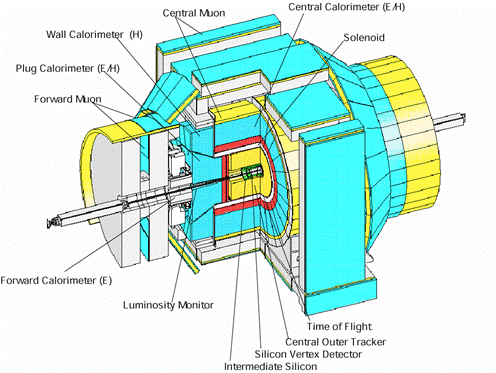 Central Muon
Central Calorimeter (E/H)
Wall Calorimeter (H)
Solenoid
Plug Calorimeter (E/H)
Forward Muon
Forward Calorimeter (E)
Luminosity Monitor
Time of Flight
Central Outer Tracker
Silicon Vertex Detector
Intermediate Silicon